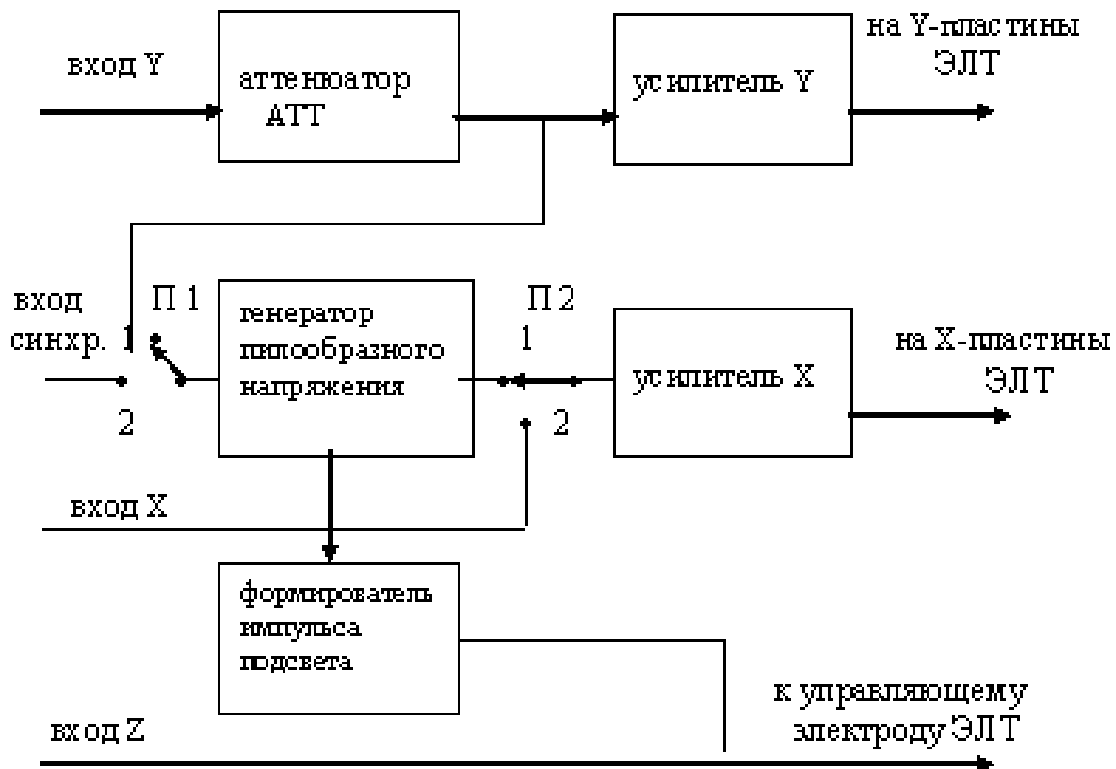 вход Y
аттенюатор
АТТ
усилитель Y
на Y-пластины
ЭЛТ
вход
синхр.
1
2
П 1
генератор
пилообразного
напряжения
П 2
1
2
усилитель X
на X-пластины
ЭЛТ
вход X
формирователь
импульса
подсвета
вход Z
к управляющему
электроду ЭЛТ